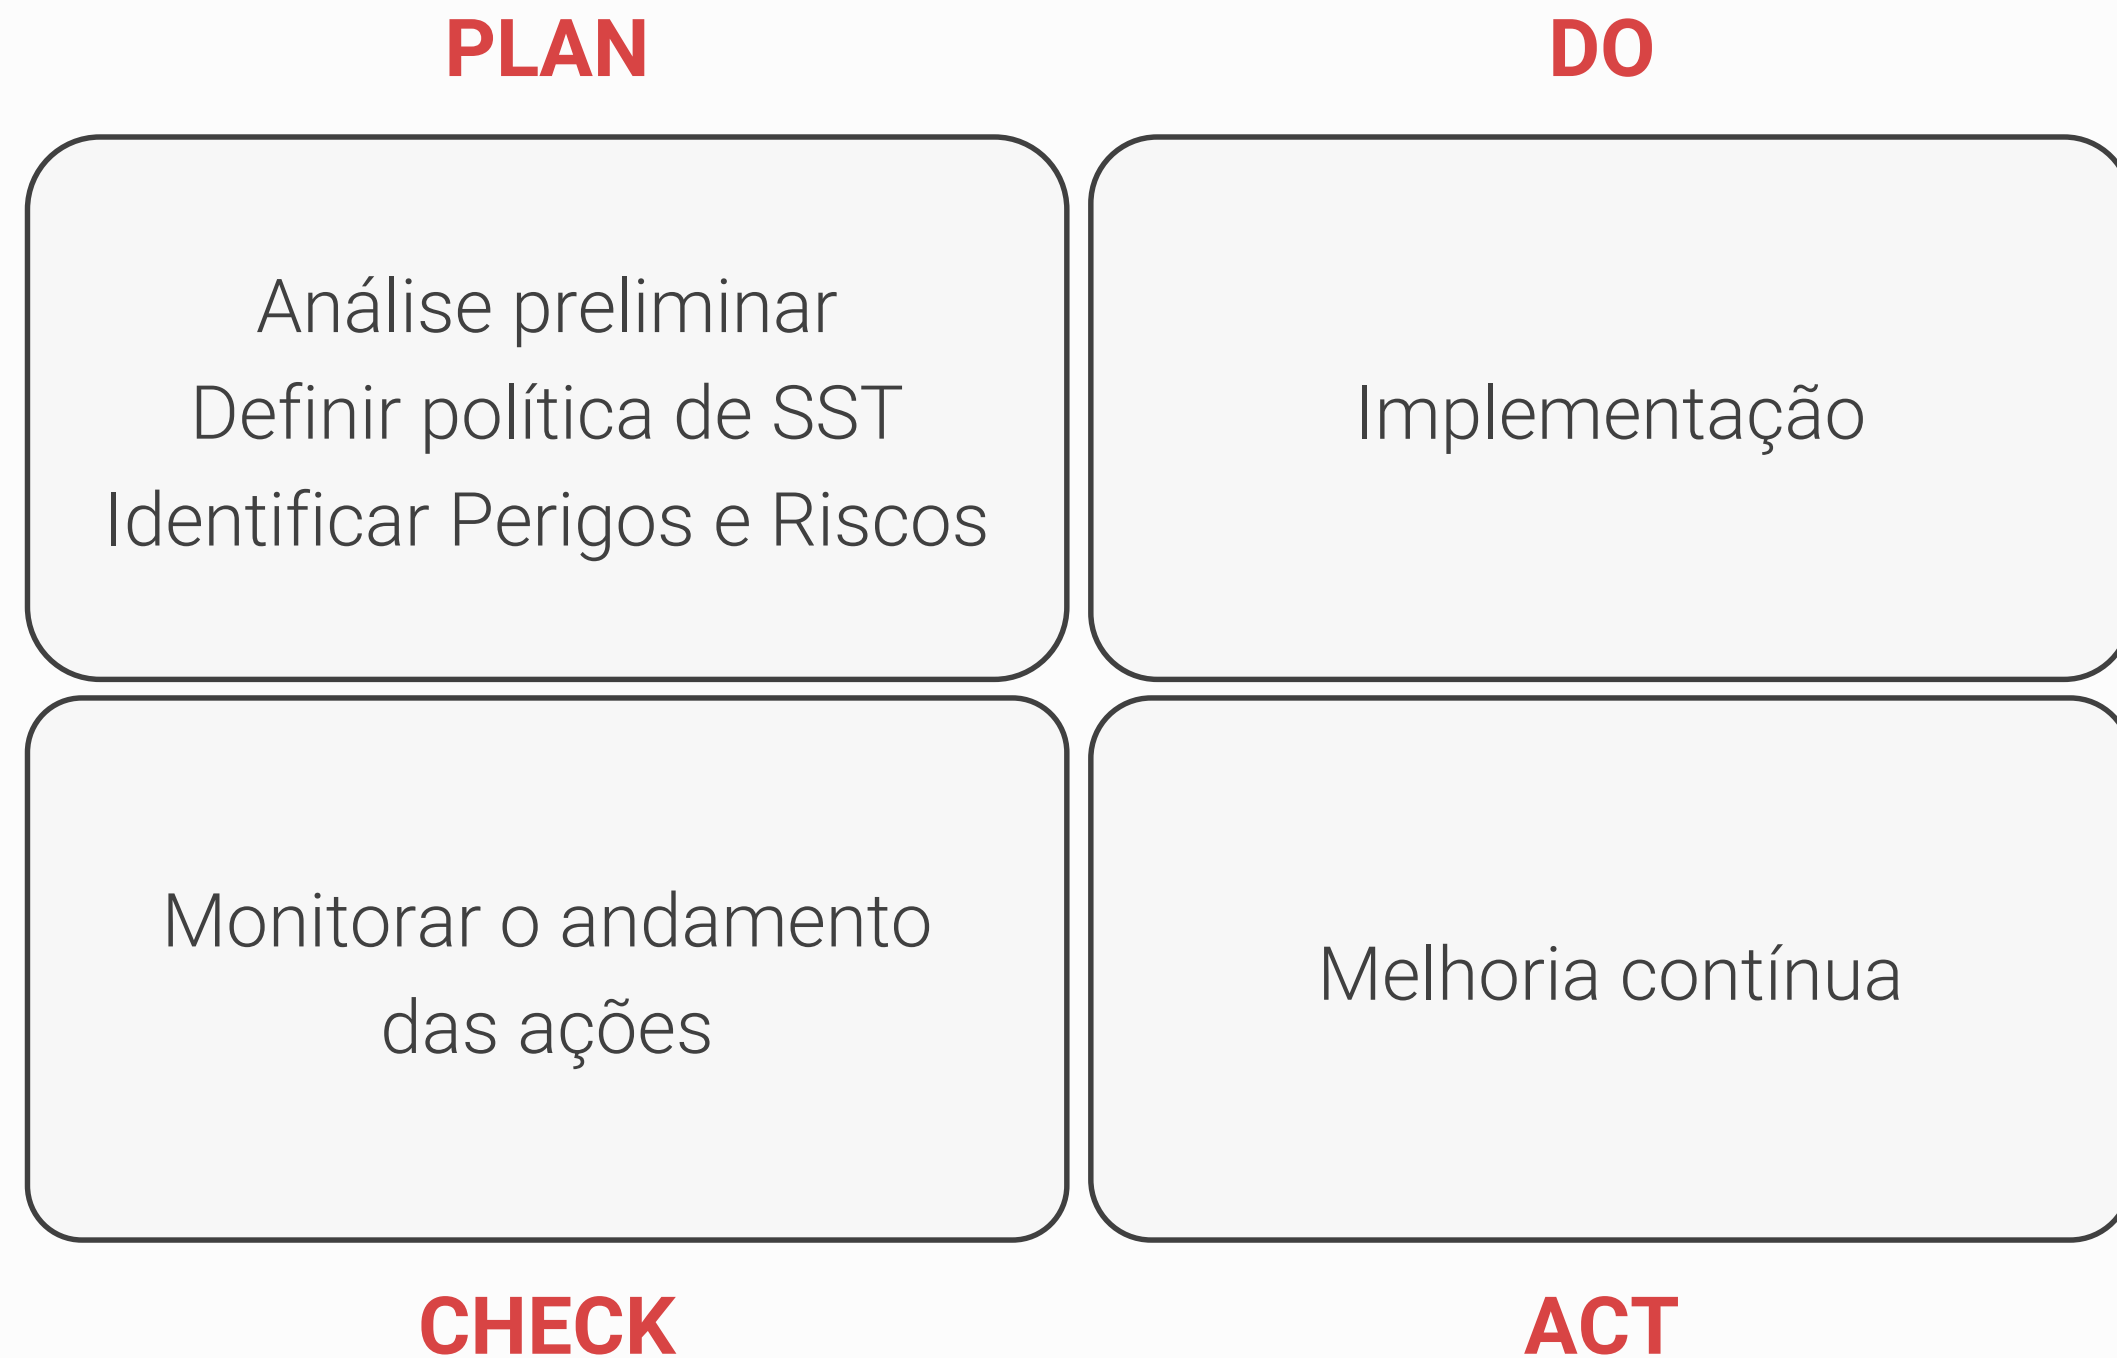 PLAN
DO
Análise preliminar
Definir política de SST
Identificar Perigos e Riscos
Implementação
Monitorar o andamento
das ações
Melhoria contínua
CHECK
ACT